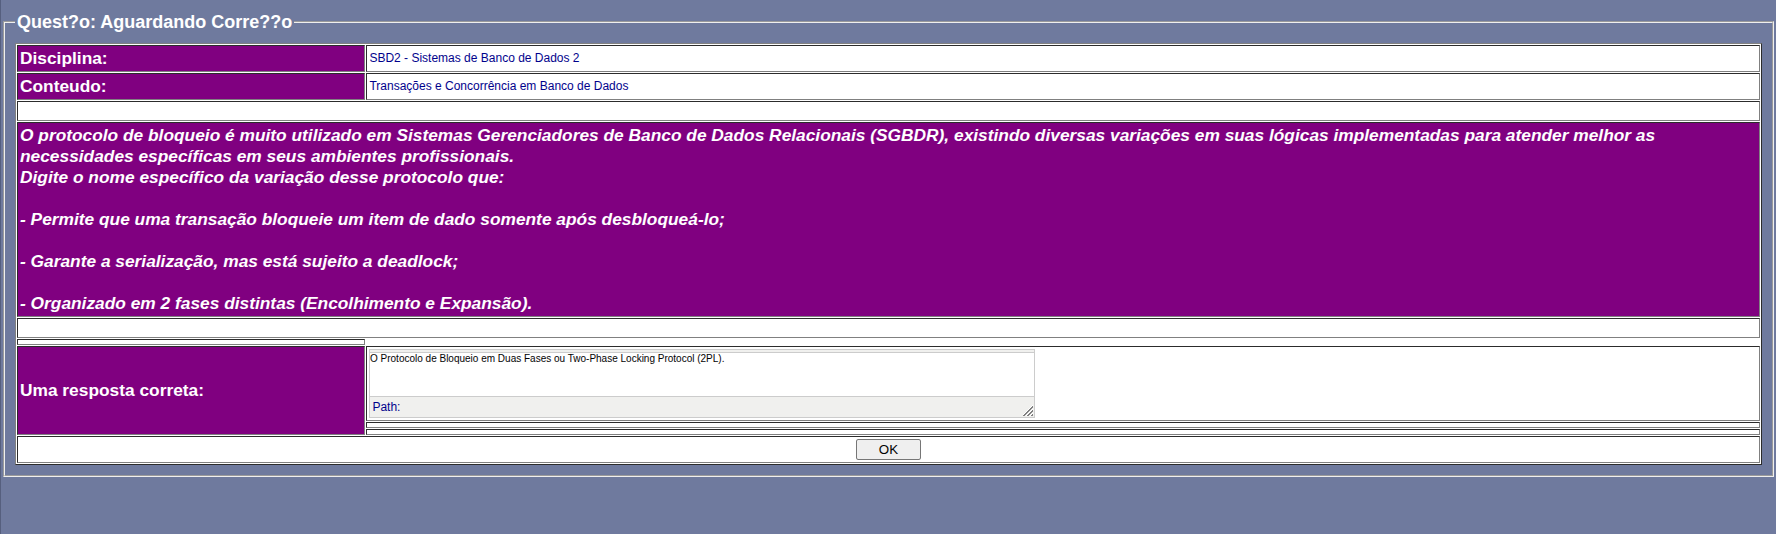 Quest?o: Aguardando Corre??o
Disciplina: SBD2 - Sistemas de Banco de Dados 2
Conteudo: Transações e Concorrência em Banco de Dados
O protocolo de bloqueio é muito utilizado em Sistemas Gerenciadores de Banco de Dados Relacionais (SGBDR), existindo diversas variações em suas lógicas implementadas para atender melhor as
necessidades específicas em seus ambientes profissionais.
Digite o nome específico da variação desse protocolo que:
- Permite que uma transação bloqueie um item de dado somente após desbloqueá-lo;
- Garante a serialização, mas está sujeito a deadlock;
- Organizado em 2 fases distintas (Encolhimento e Expansão).
Uma resposta correta:
O Protocolo de Bloqueio em Duas Fases ou Two-Phase Locking Protocol (2PL).
Path:
OK